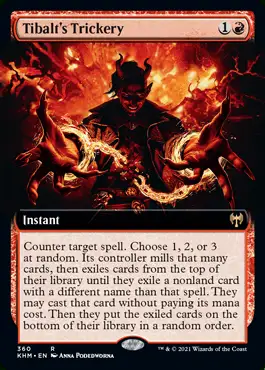 Tibalt's Trickery 1
Instant
Counter target spell. Choose 1, 2, or 3
at random. Its controller mills that many
cards, then exiles cards from the top of
their library until they exile a nonland card
with a different name than that spell. They
may cast that card without paying its mana
cost. Then they put the exiled cards on the
bottom of their library in a random order.
360 R
KHM • EN Anna Podedworna
™ & © 2021 Wizards of the Coast